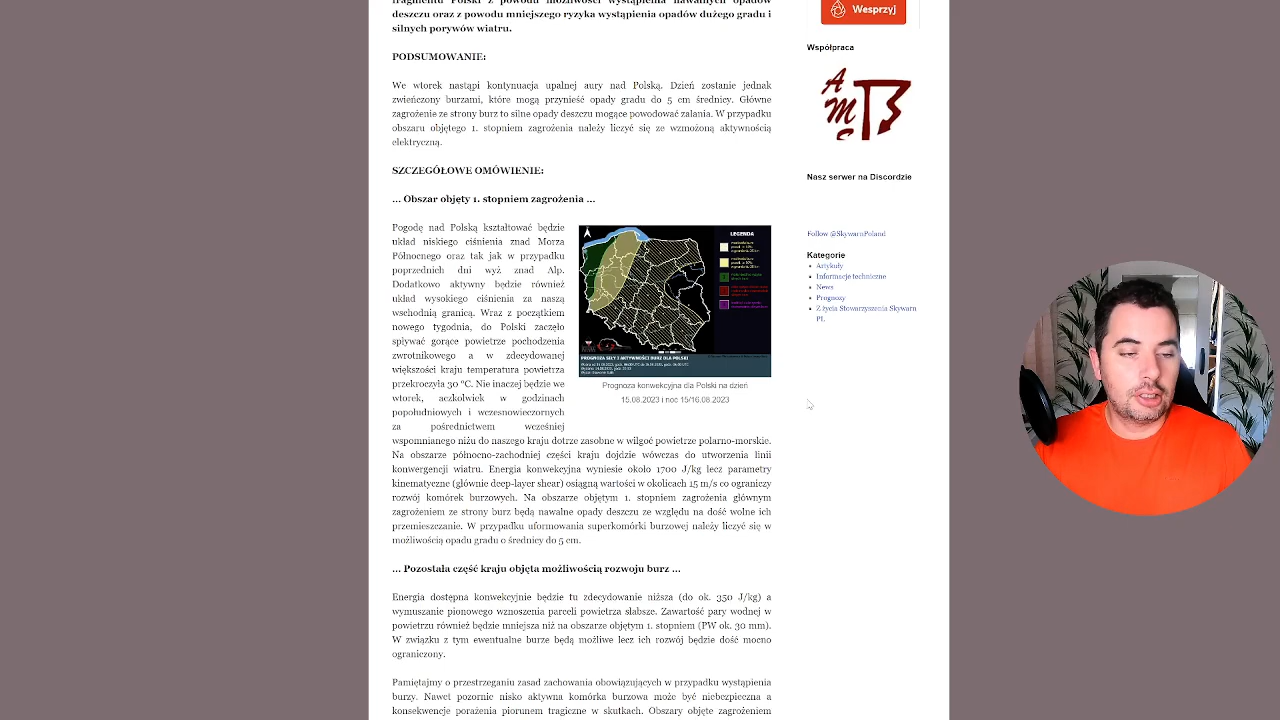 fragmentu Polski z powodu możliwości wystąpienia nawalnych opadów
deszczu oraz z powodu mniejszego ryzyka wystąpienia opadów dużego gradu i
silnych porywów wiatru.
PODSUMOWANIE:
We wtorek nastąpi kontynuacja upalnej aury nad Polską. Dzień zostanie jednak
zwieńczony burzami, które mogą przynieść opady gradu do 5 cm średnicy. Główne
zagrożenie ze strony burz to silne opady deszczu mogące powodować zalania. W przypadku
obszaru objętego 1. stopniem zagrożenia należy liczyć się ze wzmożoną aktywnością
elektryczną.
SZCZEGÓŁOWE OMÓWIENIE:
... Obszar objęty 1. stopniem zagrożenia ...
Pogodę nad Polską kształtować będzie
układ niskiego ciśnienia znad Morza
Północnego oraz tak jak w przypadku
poprzednich dni wyż znad Alp.
Dodatkowo aktywny będzie również
układ wysokiego ciśnienia za naszą
wschodnią granicą. Wraz z początkiem
nowego tygodnia, do Polski zaczęło
spływać gorące powietrze pochodzenia
zwrotnikowego a w zdecydowanej
większości kraju temperatura powietrza
przekroczyła 30 °C. Nie inaczej będzie we
wtorek, aczkolwiek w godzinach
popołudniowych i wczesnowieczornych
za pośrednictwem wcześniej
wspomnianego niżu do naszego kraju dotrze zasobne w wilgoć powietrze polarno-morskie.
Na obszarze północno-zachodniej części kraju dojdzie wówczas do utworzenia linii
konwergencji wiatru. Energia konwekcyjna wyniesie około 1700 J/kg lecz parametry
kinematyczne (głównie deep-layer shear) osiągną wartości w okolicach 15 m/s co ograniczy
rozwój komórek burzowych. Na obszarze objętym 1. stopniem zagrożenia głównym
zagrożeniem ze strony burz będą nawalne opady deszczu ze względu na dość wolne ich
przemieszczanie. W przypadku uformowania superkomórki burzowej należy liczyć się w
możliwością opadu gradu o średnicy do 5 cm.
LEGENDA
PROGNOZA SIŁY I AKTYWNOŚCI BURZ DLA POLSKI
Prognoza konwekcyjna dla Polski na dzień
15.08.2023 i noc 15/16.08.2023
... Pozostała część kraju objęta możliwością rozwoju burz ...
Energia dostępna konwekcyjnie będzie tu zdecydowanie niższa (do ok. 350 J/kg) a
wymuszanie pionowego wznoszenia parceli powietrza słabsze. Zawartość pary wodnej w
powietrzu również będzie mniejsza niż na obszarze objętym 1. stopniem (PW ok. 30 mm).
W związku z tym ewentualne burze będą możliwe lecz ich rozwój będzie dość mocno
ograniczony.
Pamiętajmy o przestrzeganiu zasad zachowania obowiązujących w przypadku wystąpienia
burzy. Nawet pozornie nisko aktywna komórka burzowa może być niebezpieczna a
konsekwencje porażenia piorunem tragiczne w skutkach. Obszary objęte zagrożeniem
Wesprzyj
Współpraca
AMS
Nasz serwer na Discordzie
Follow @SkywarnPoland
Kategorie
Artykuły
Informacje techniczne
News
Prognozy
Z życia Stowarzyszenia Skywarn
PL